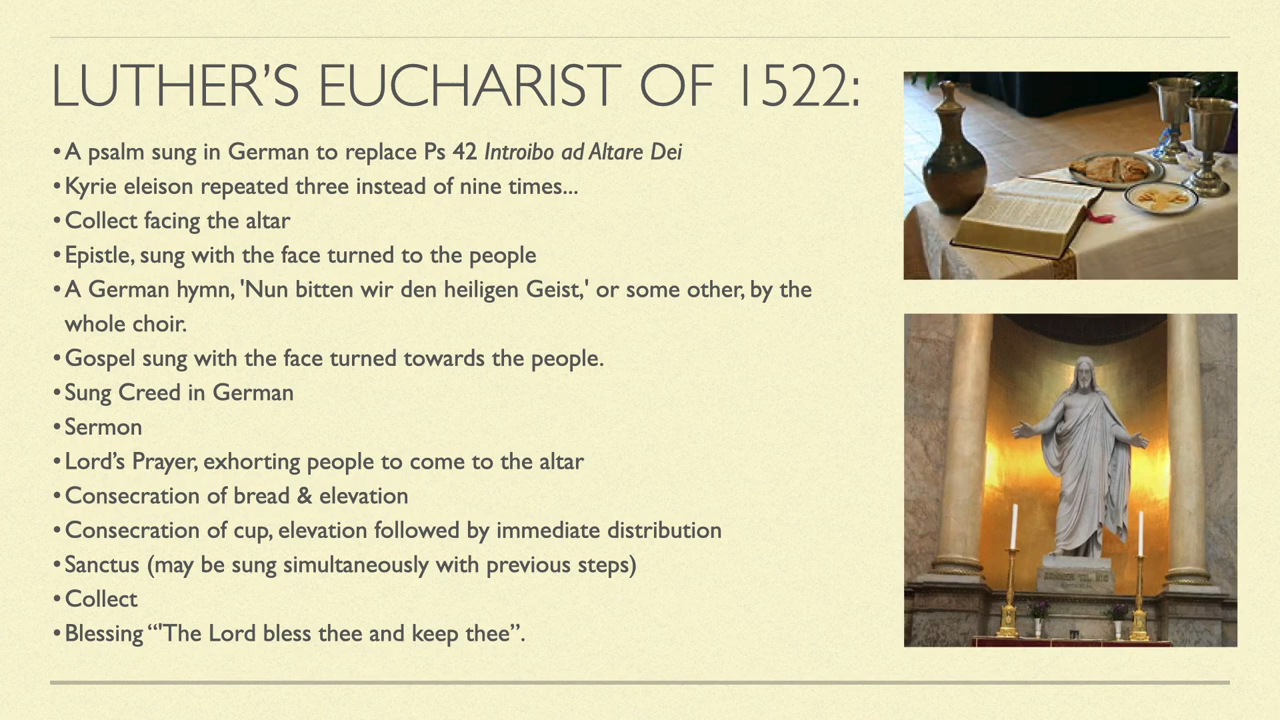 LUTHER’S EUCHARIST OF 1522:
•A psalm sung in German to replace Ps 42 Introibo ad Altare Dei
•Kyrie eleison repeated three instead of nine times...
•Collect facing the altar
•Epistle, sung with the face turned to the people
•A German hymn, 'Nun bitten wir den heiligen Geist,' or some other, by the
whole choir.
•Gospel sung with the face turned towards the people.
•Sung Creed in German
•Sermon
•Lord’s Prayer, exhorting people to come to the altar
•Consecration of bread & elevation
•Consecration of cup, elevation followed by immediate distribution
•Sanctus (may be sung simultaneously with previous steps)
•Collect
•Blessing “'The Lord bless thee and keep thee”.